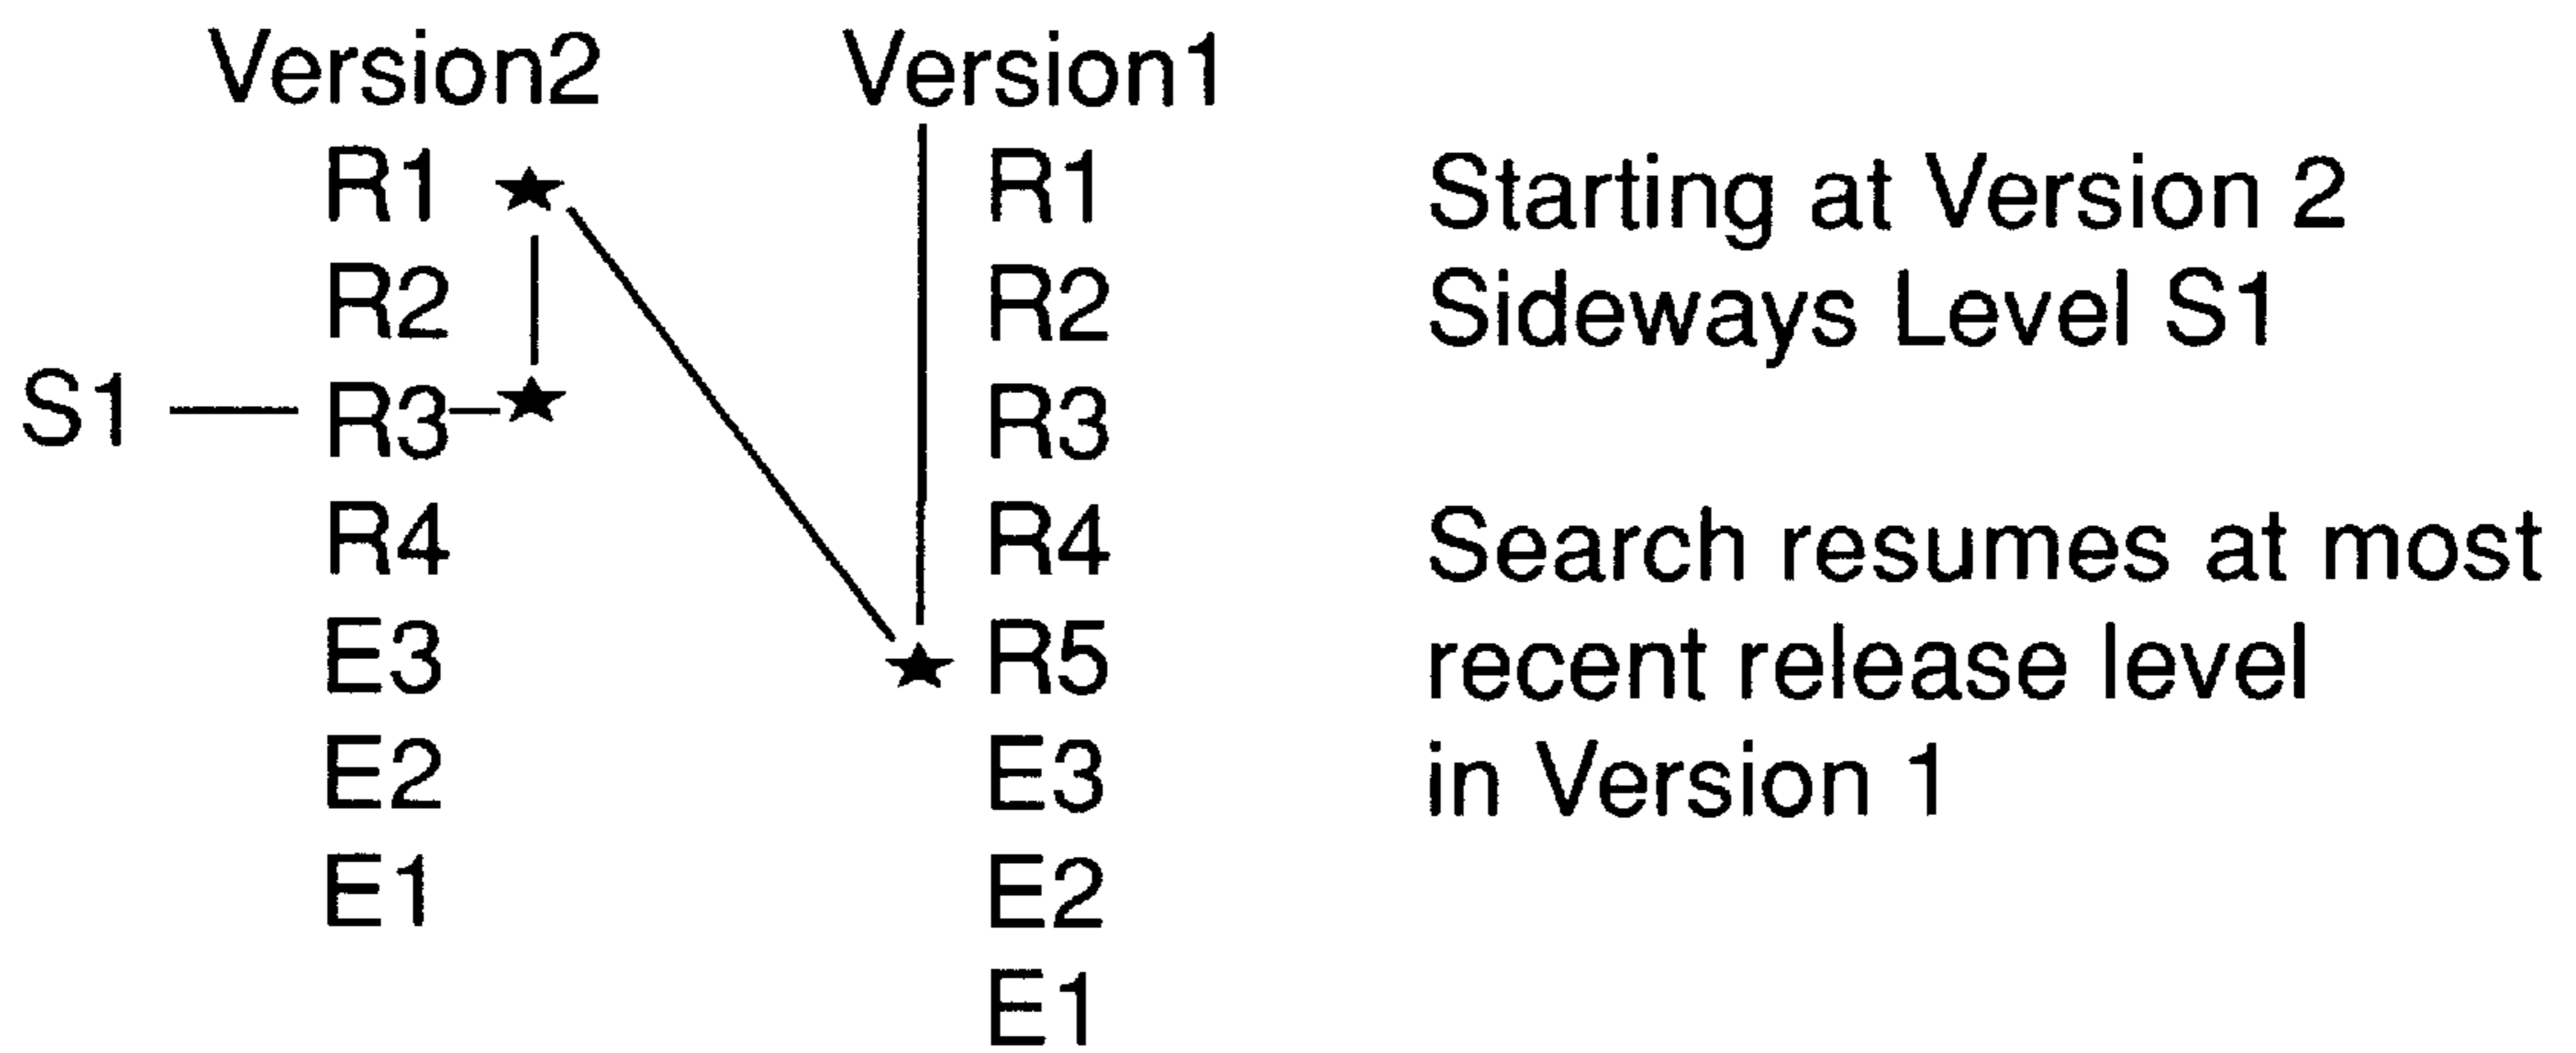 Version2
R1
R2
S1 R3
R4
E3
E2
E1
Version1
R1
R2
R3
R4
R5
E3
E2
E1
Starting at Version 2
Sideways Level S1
Search resumes at most
recent release level
in Version 1